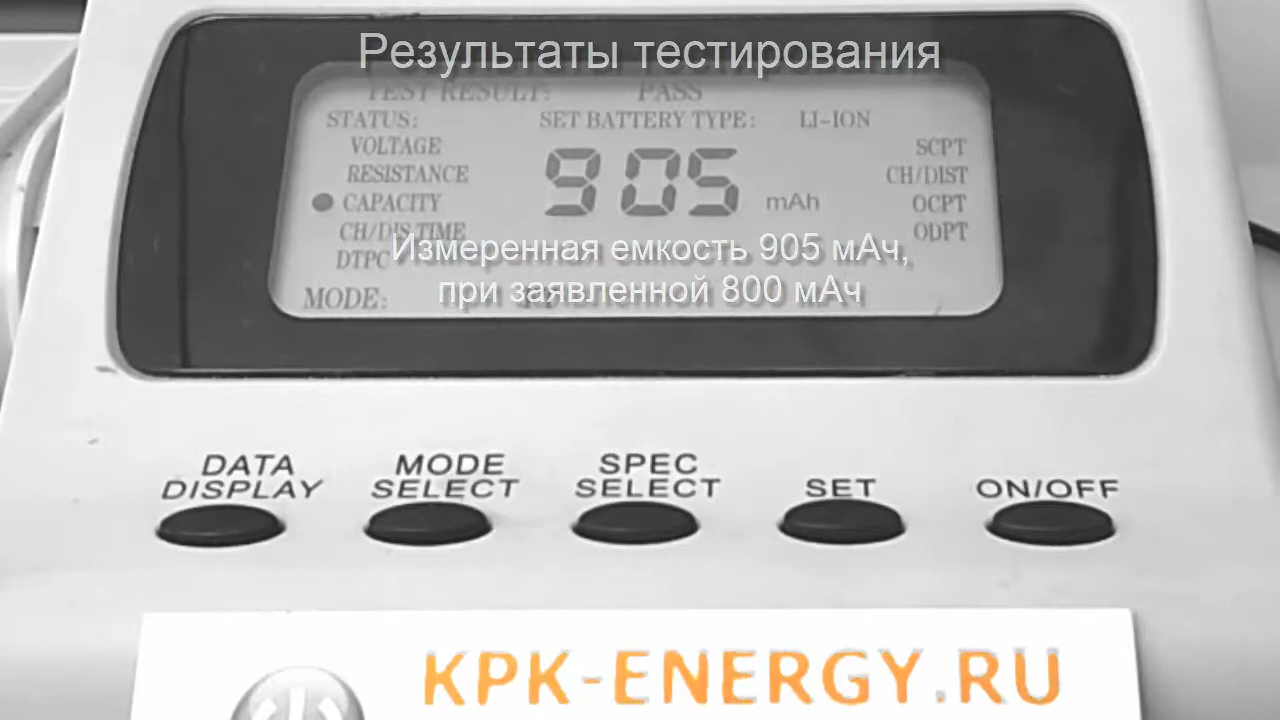 Результаты тестирования
TEST RESULT: PASS
STATUS: SET BATTERY TYPE: LI-ION
VOLTAGE SCPT
RESISTANCE 905 CH/DIST
CAPACITY mAh OCPT
CH/DIS TIME ODPT
Измеренная емкость 905 мАч,
DTPC
при заявленной 800 мАч
MODE:
DATA DISPLAY
MODE SELECT
SPEC SELECT
SET
ON/OFF
KPK-ENERGY.RU